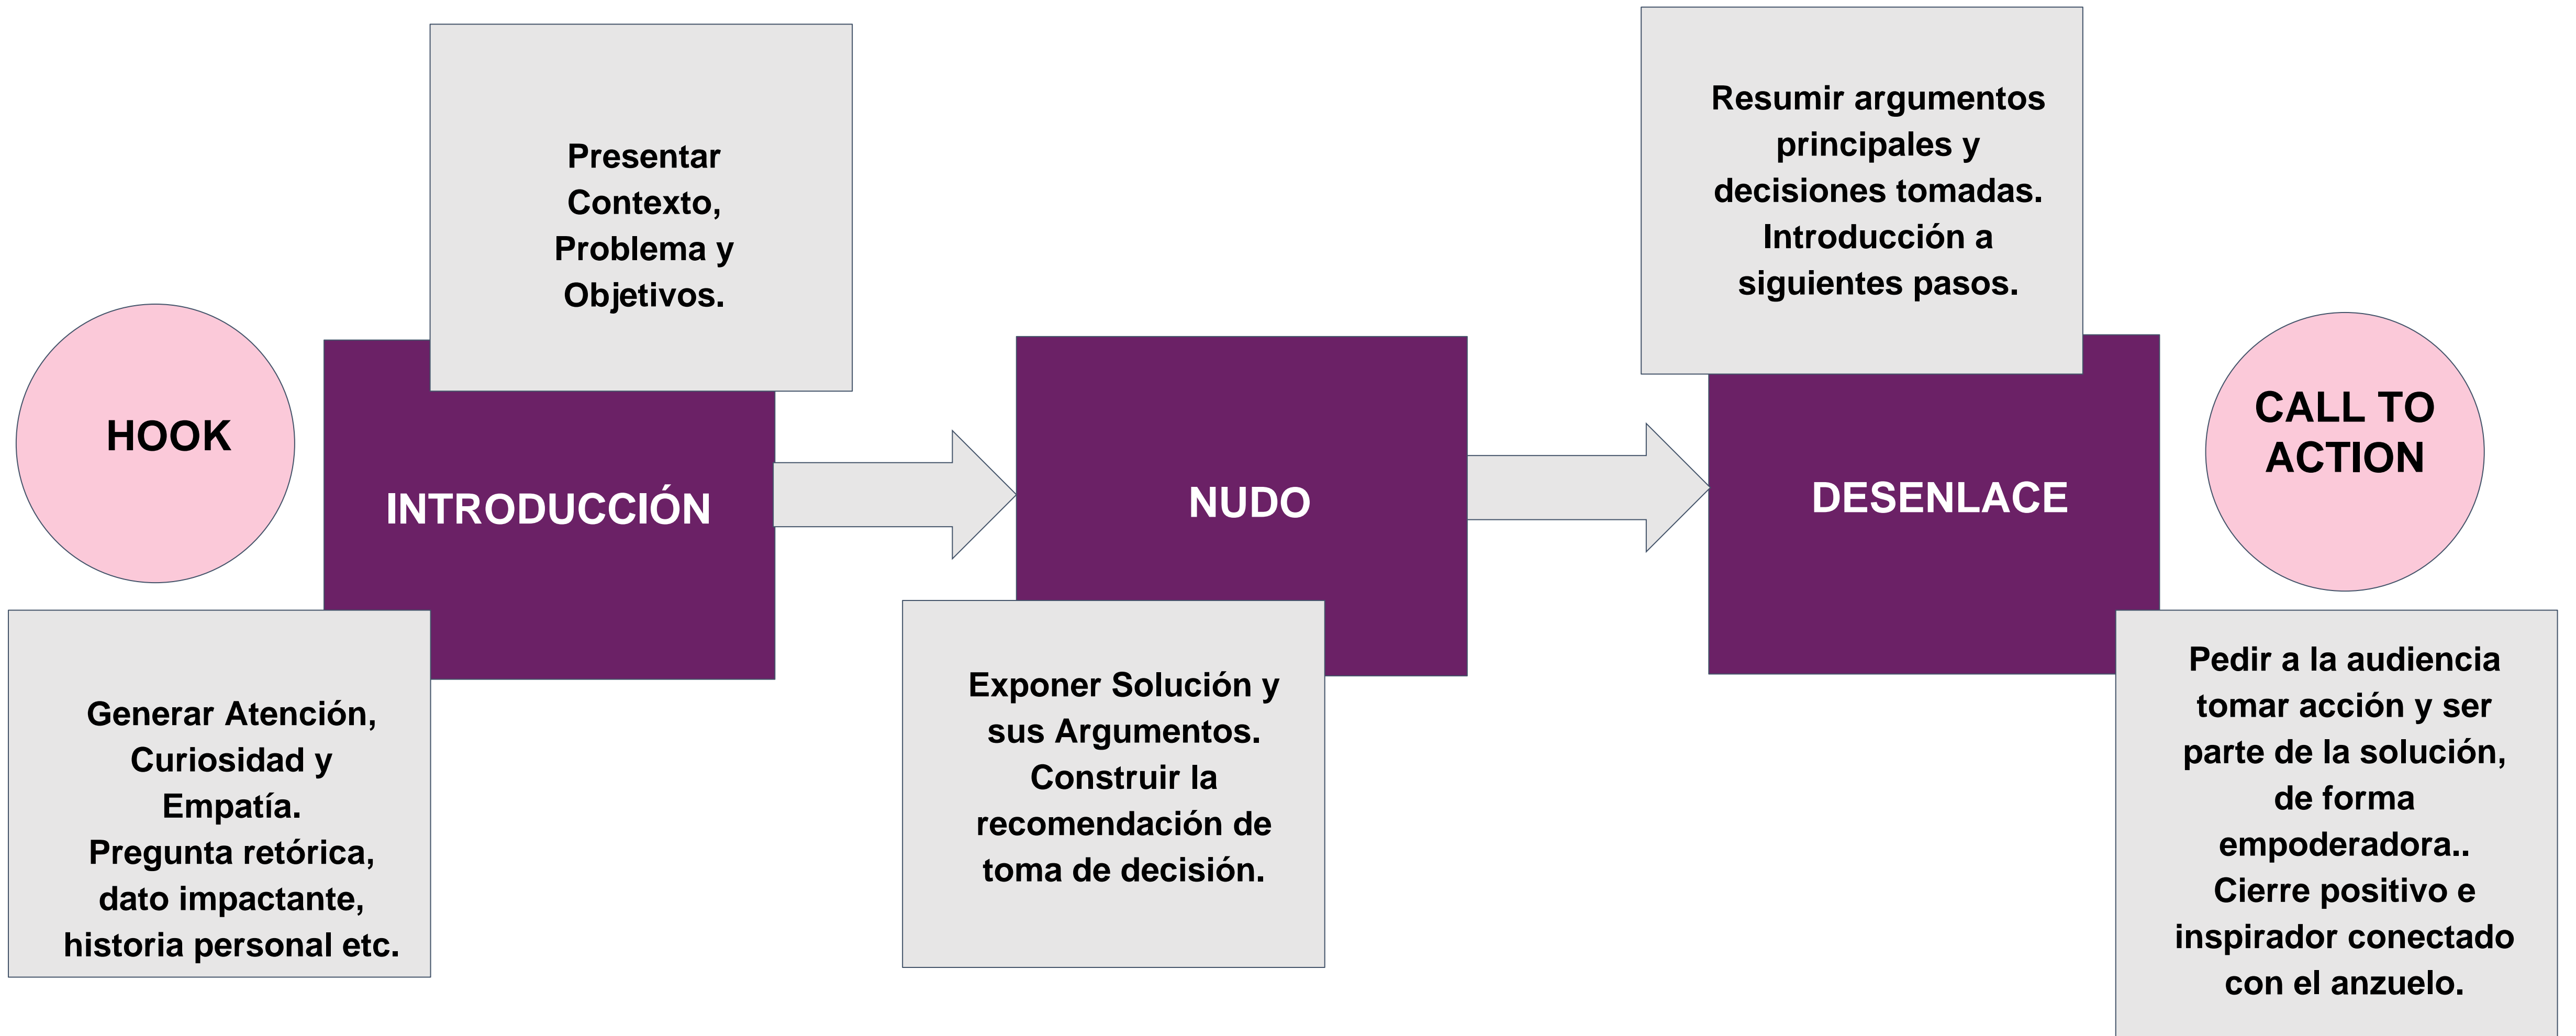 HOOK
Generar Atención,
Curiosidad y
Empatía.
Pregunta retórica,
dato impactante,
historia personal etc.
Presentar
Contexto,
Problema y
Objetivos.
INTRODUCCIÓN
NUDO
Exponer Solución y
sus Argumentos.
Construir la
recomendación de
toma de decisión.
Resumir argumentos
principales y
decisiones tomadas.
Introducción a
siguientes pasos.
DESENLACE
CALL TO
ACTION
Pedir a la audiencia
tomar acción y ser
parte de la solución,
de forma
empoderadora..
Cierre positivo e
inspirador conectado
con el anzuelo.